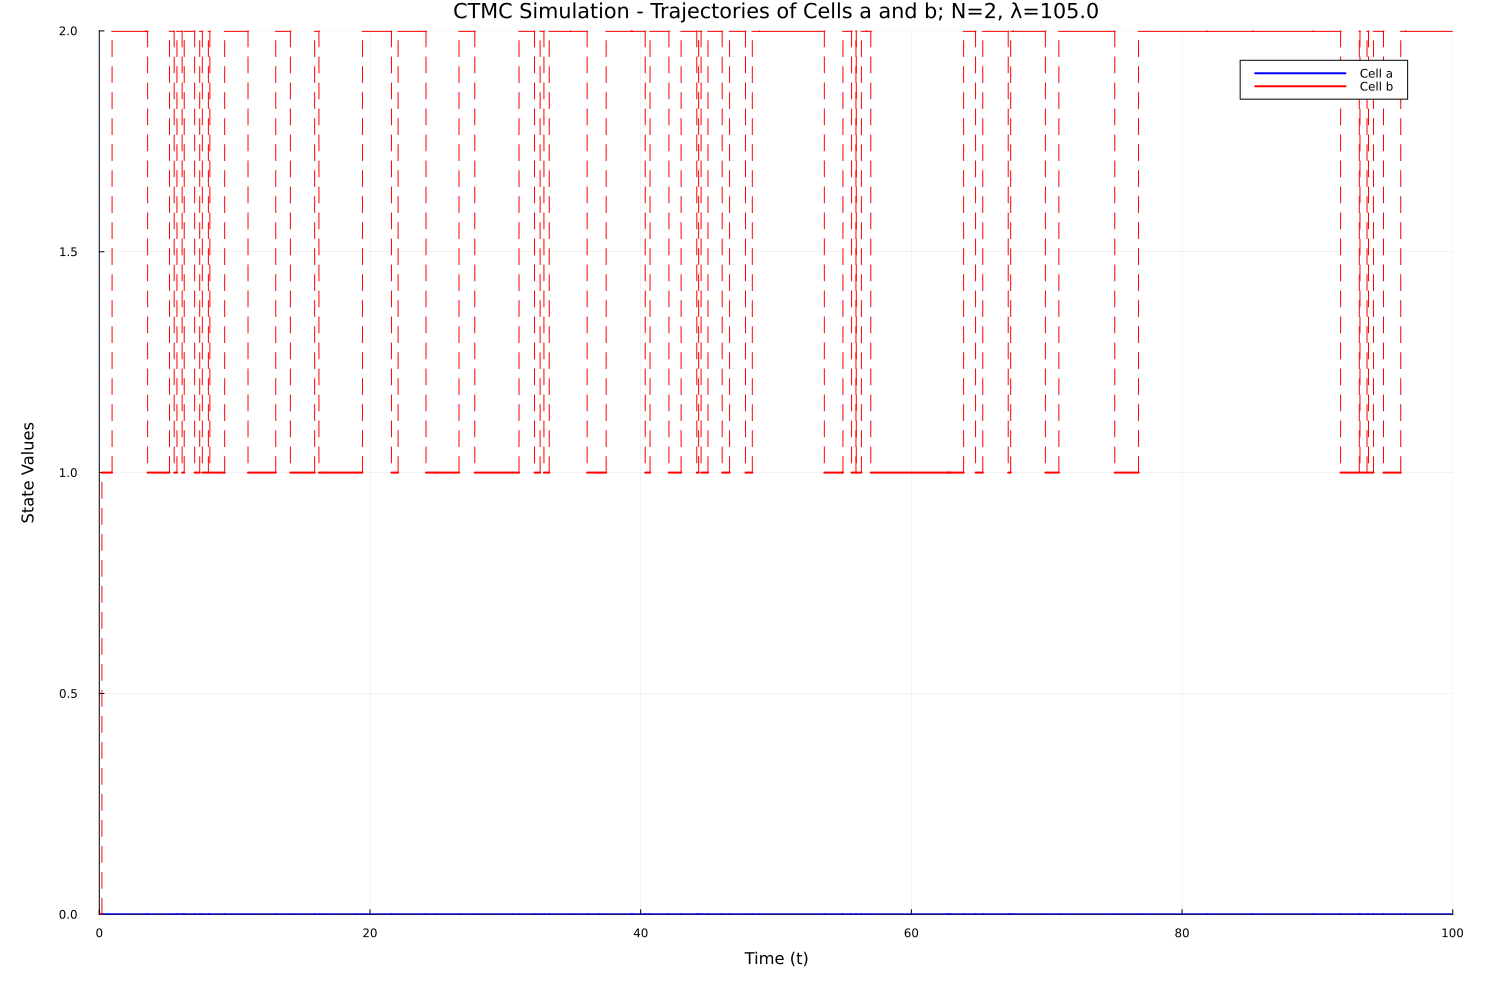 CTMC Simulation - Trajectories of Cells a and b; N=2, λ=105.0
2.0
Cell a
Cell b
1.5
1.0
State Values
0.5
0.0
0 20 40 60 80 100
Time (t)